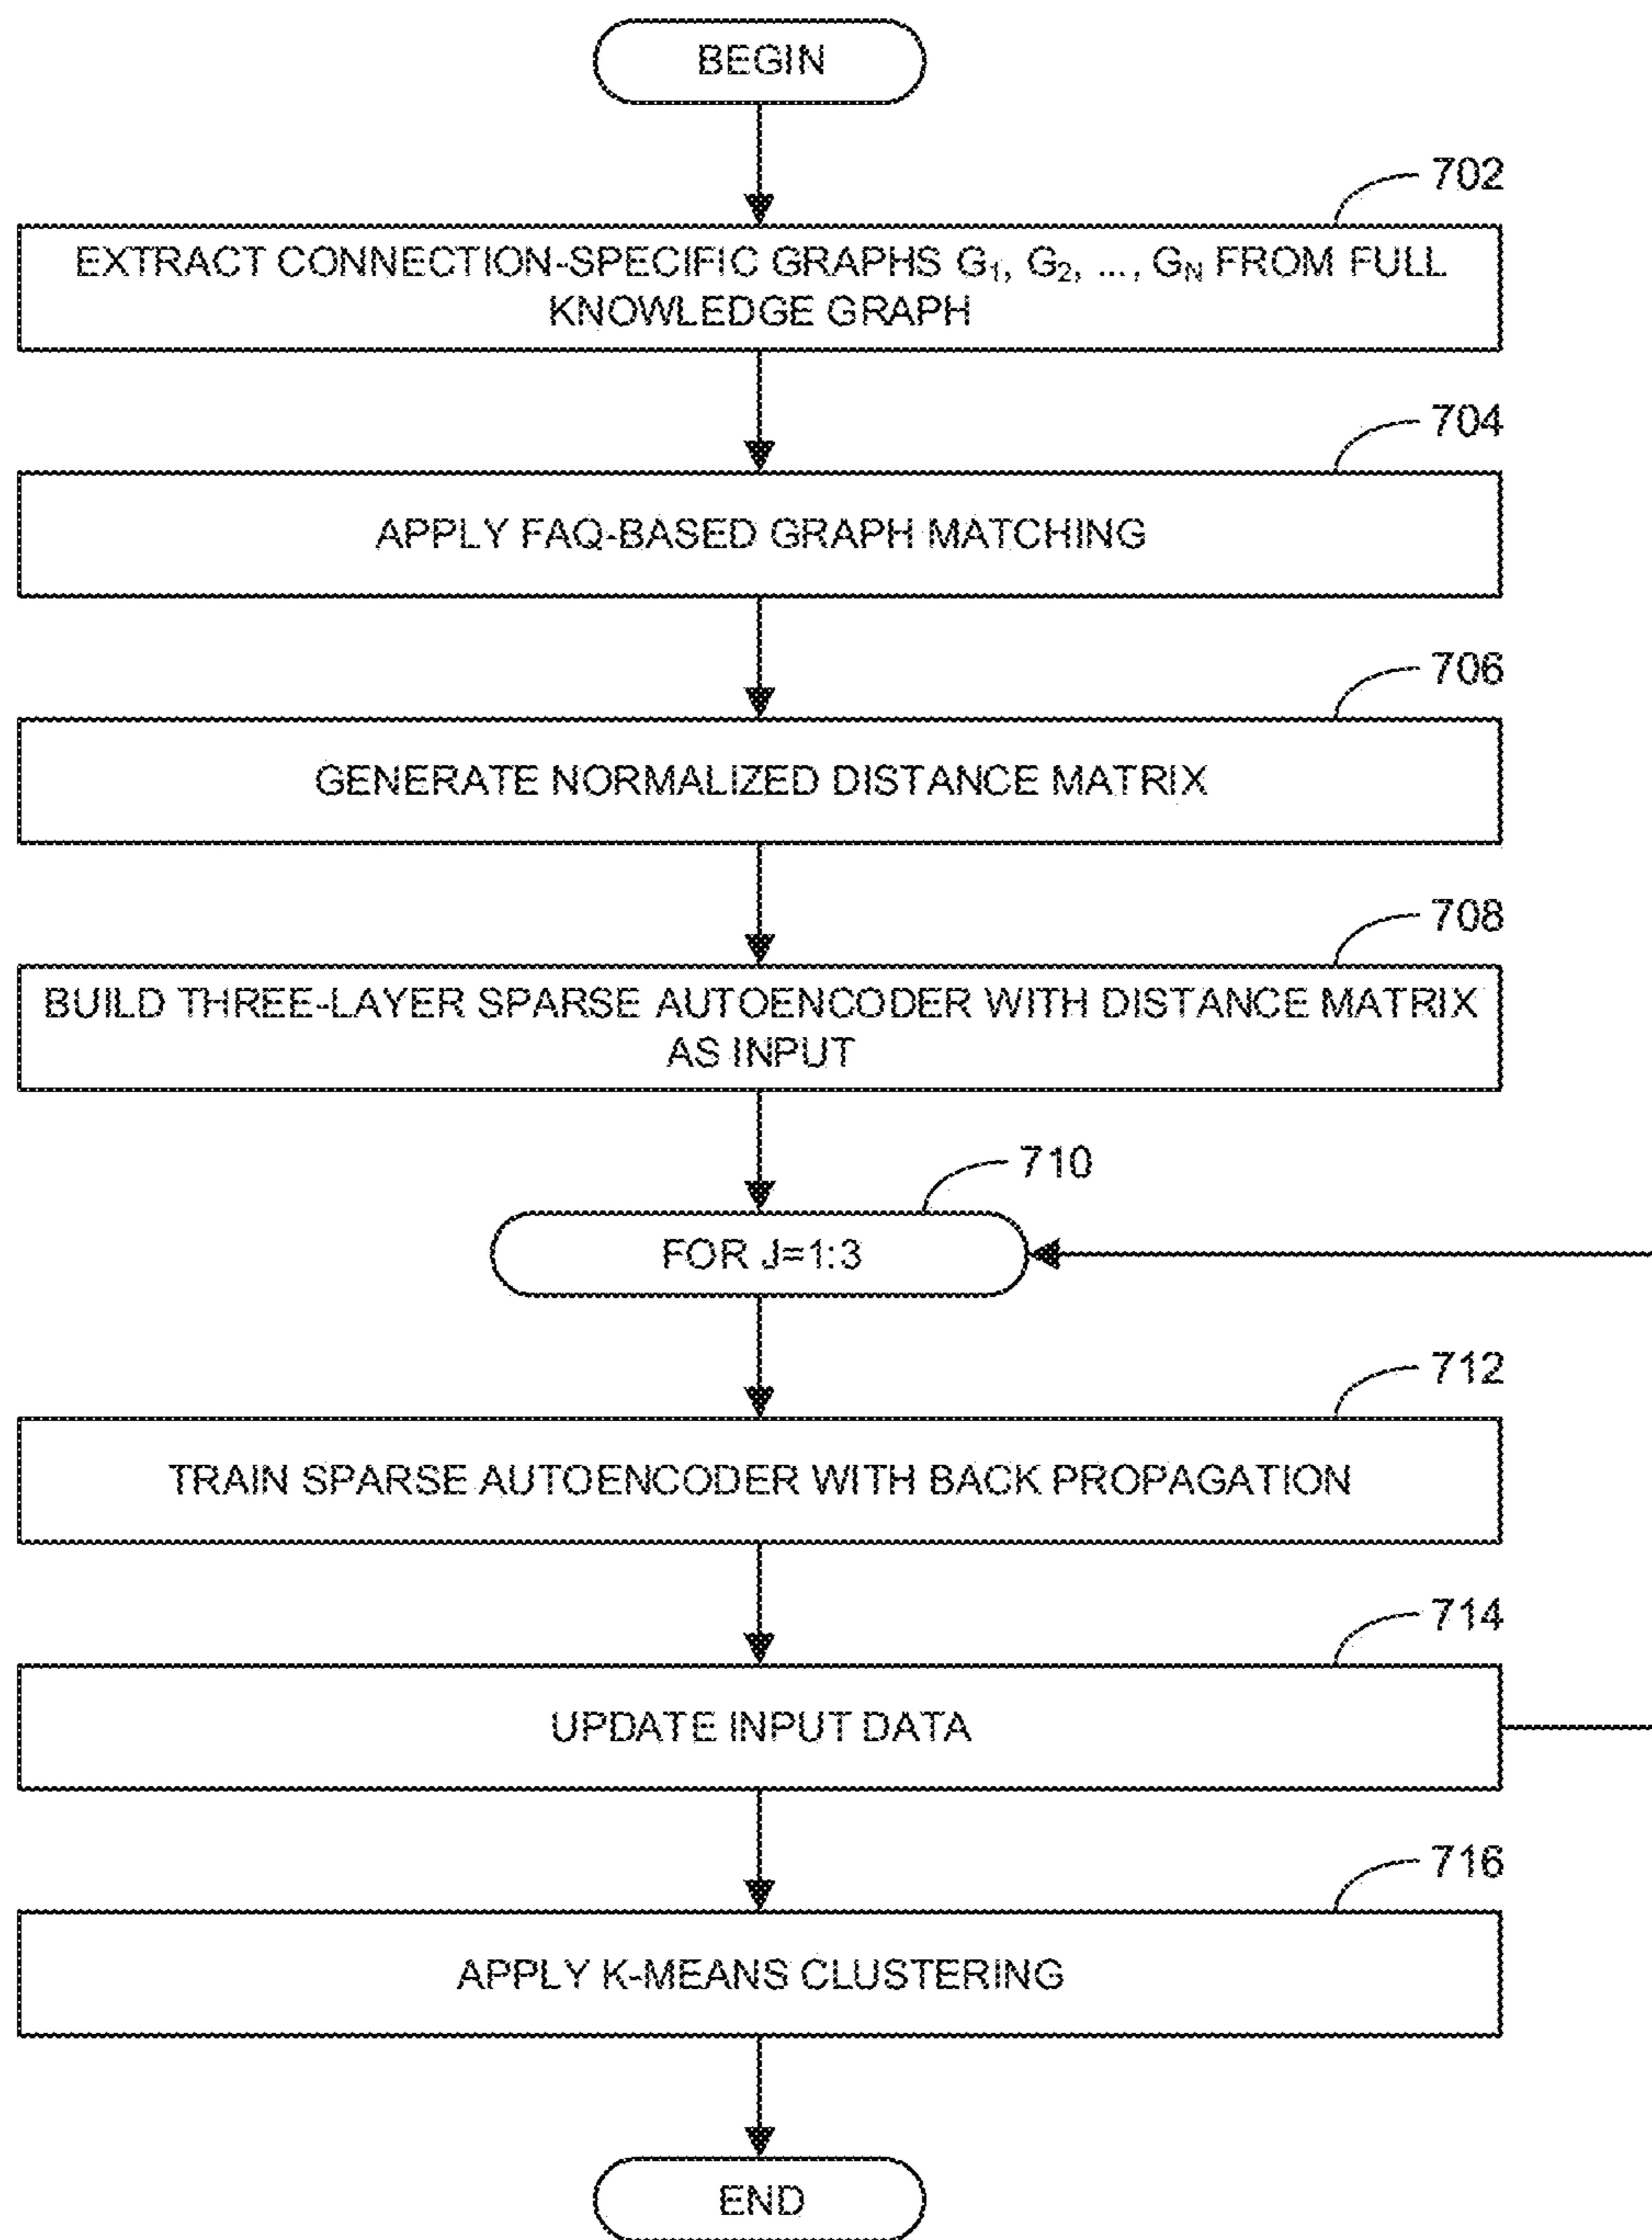 BEGIN
702
EXTRACT CONNECTION-SPECIFIC GRAPHS G₁, G₂, ..., G_N FROM FULL
KNOWLEDGE GRAPH
704
APPLY FAQ-BASED GRAPH MATCHING
706
GENERATE NORMALIZED DISTANCE MATRIX
708
BUILD THREE-LAYER SPARSE AUTOENCODER WITH DISTANCE MATRIX
AS INPUT
710
FOR J=1:3
712
TRAIN SPARSE AUTOENCODER WITH BACK PROPAGATION
714
UPDATE INPUT DATA
716
APPLY K-MEANS CLUSTERING
END